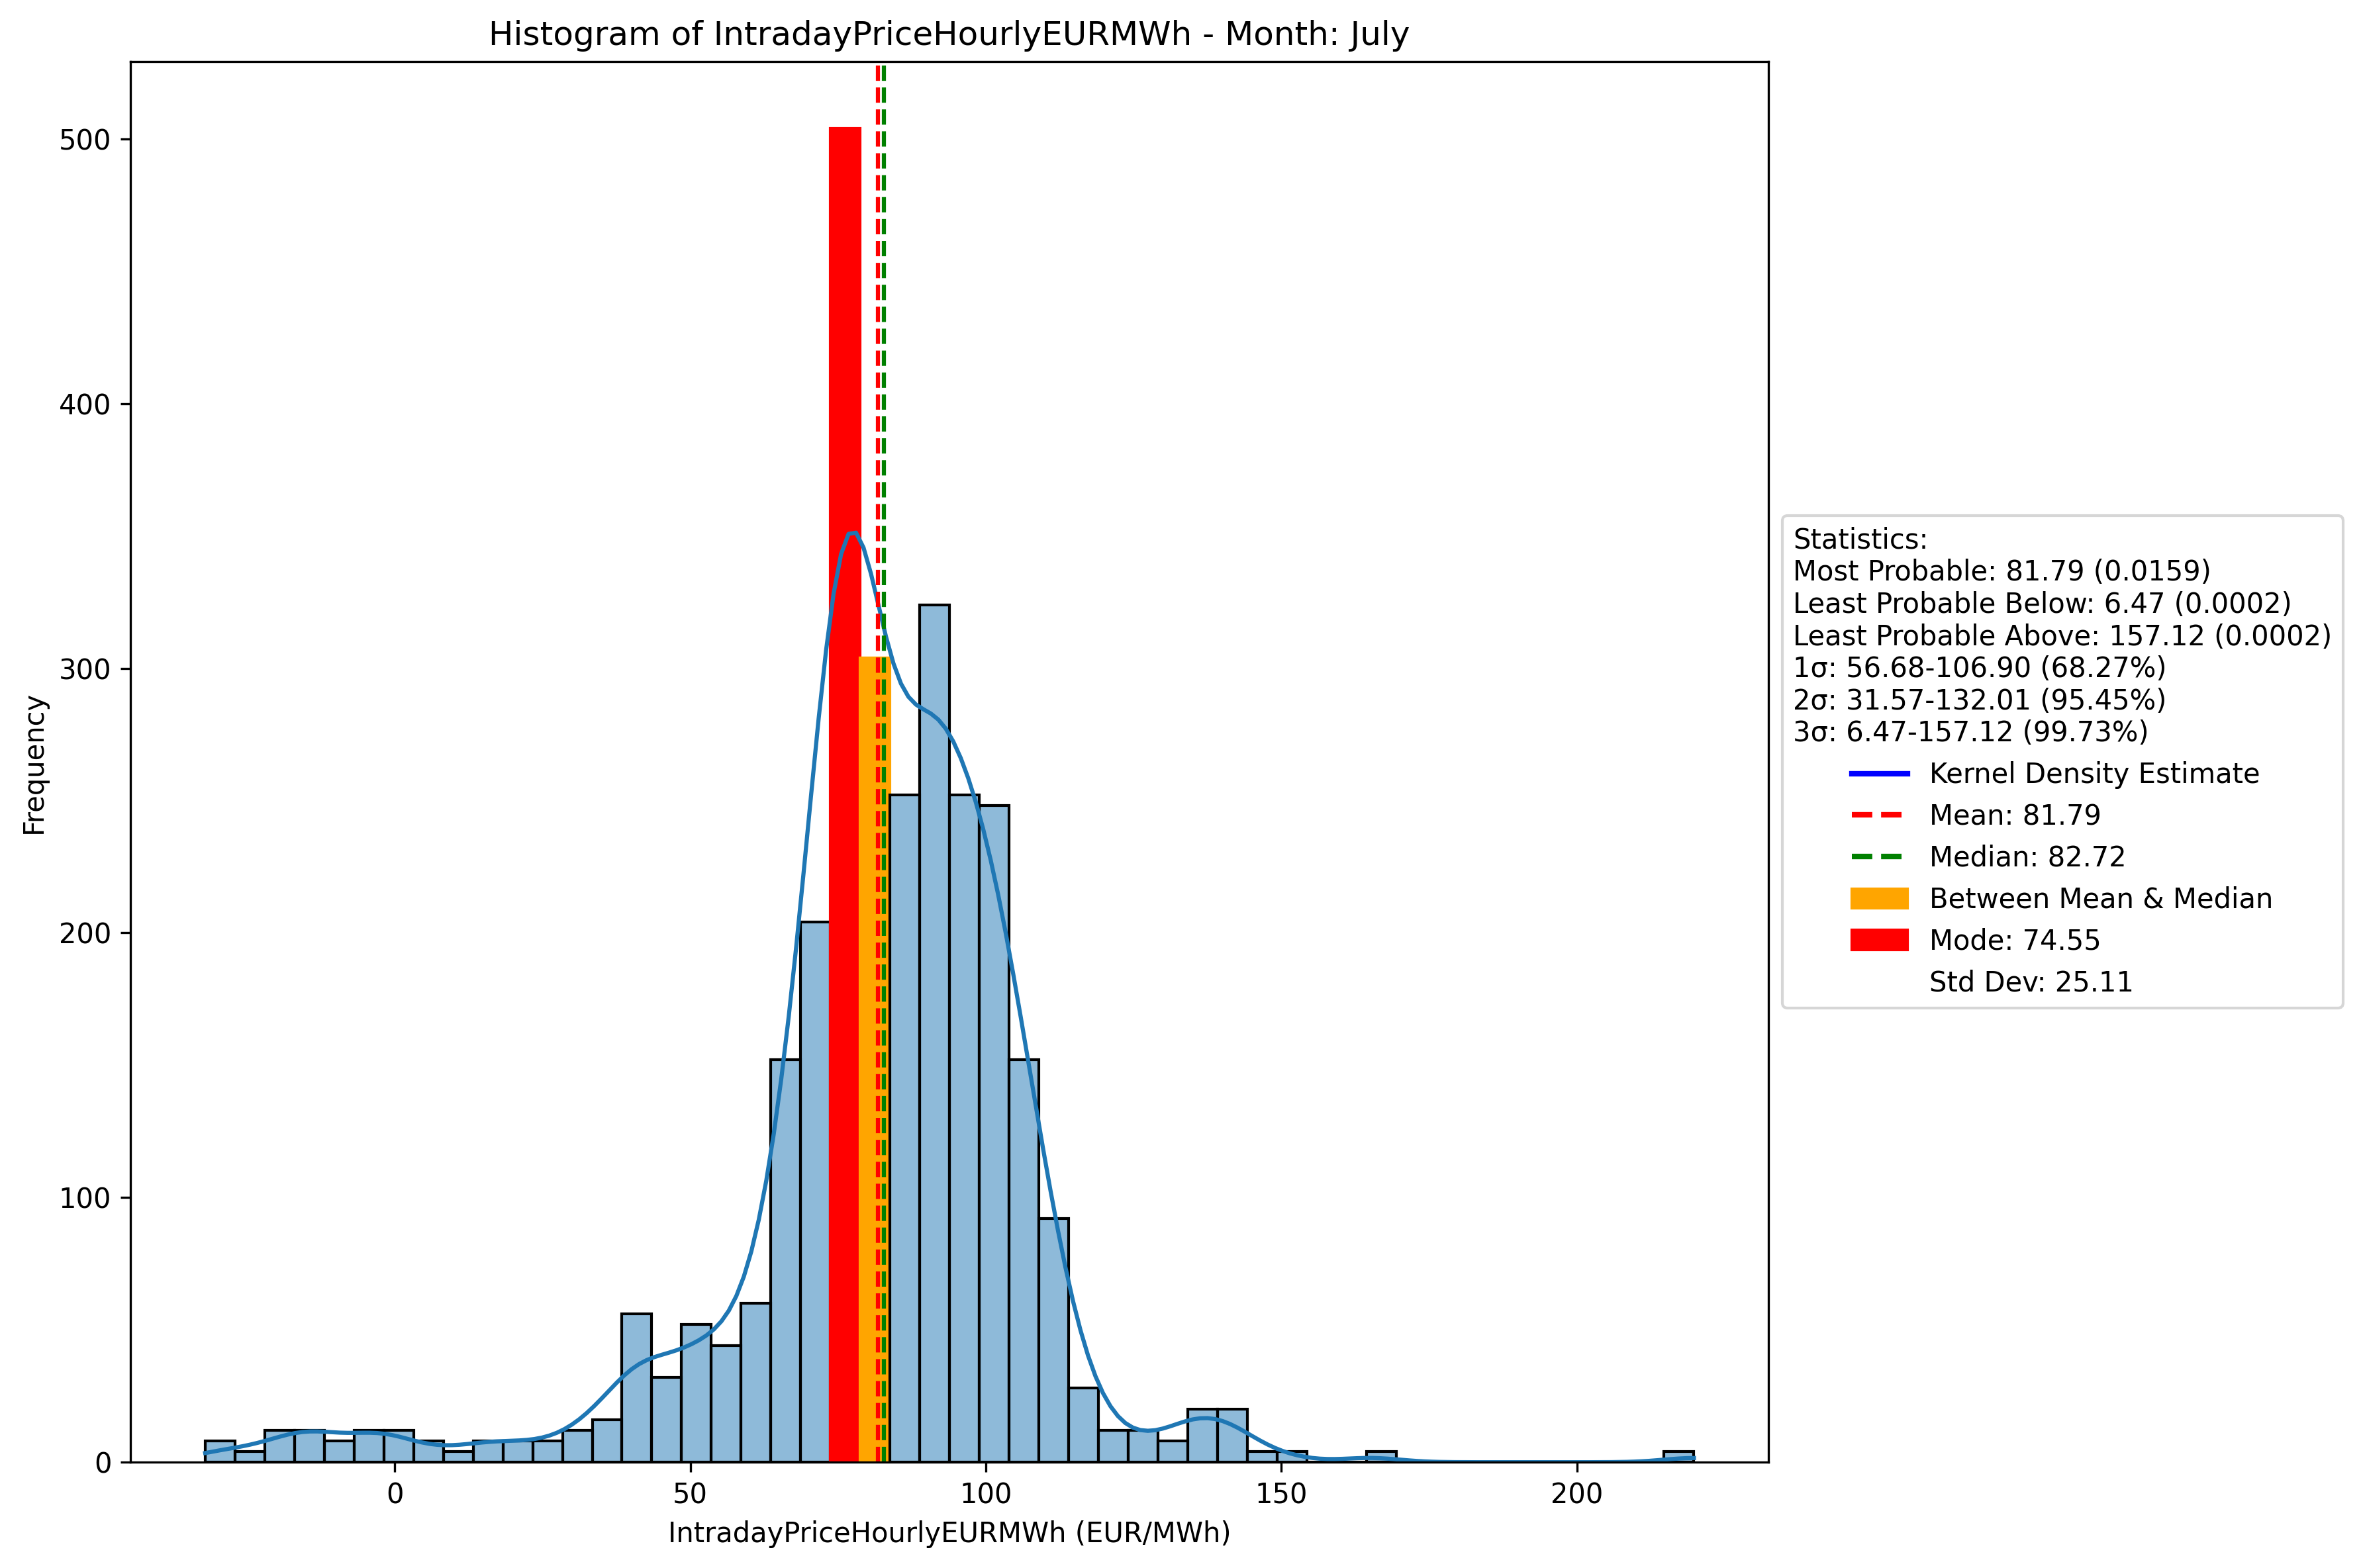 Histogram of IntradayPriceHourlyEURMWh - Month: July
500
400
300
200
100
0
Frequency
0
50
100
150
200
IntradayPriceHourlyEURMWh (EUR/MWh)
Statistics:
Most Probable: 81.79 (0.0159)
Least Probable Below: 6.47 (0.0002)
Least Probable Above: 157.12 (0.0002)
1σ: 56.68-106.90 (68.27%)
2σ: 31.57-132.01 (95.45%)
3σ: 6.47-157.12 (99.73%)
Kernel Density Estimate
Mean: 81.79
Median: 82.72
Between Mean & Median
Mode: 74.55
Std Dev: 25.11